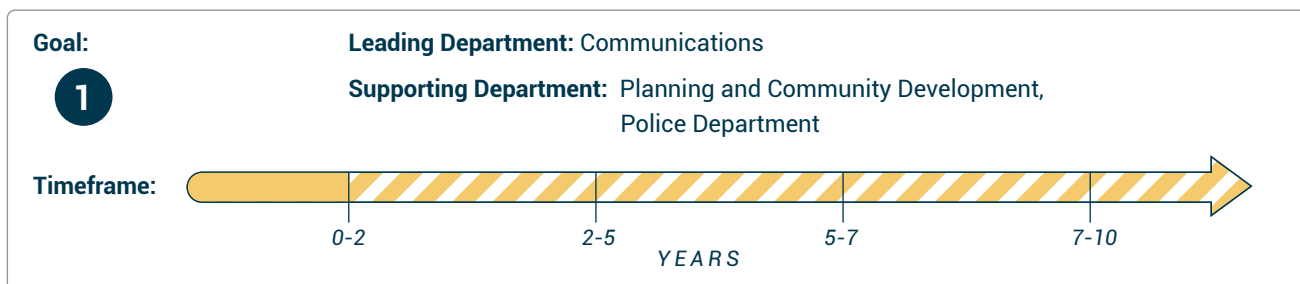 Goal:
Leading Department: Communications
1
Supporting Department: Planning and Community Development,
Police Department
Timeframe:
0-2
2-5
5-7
7-10
YEARS